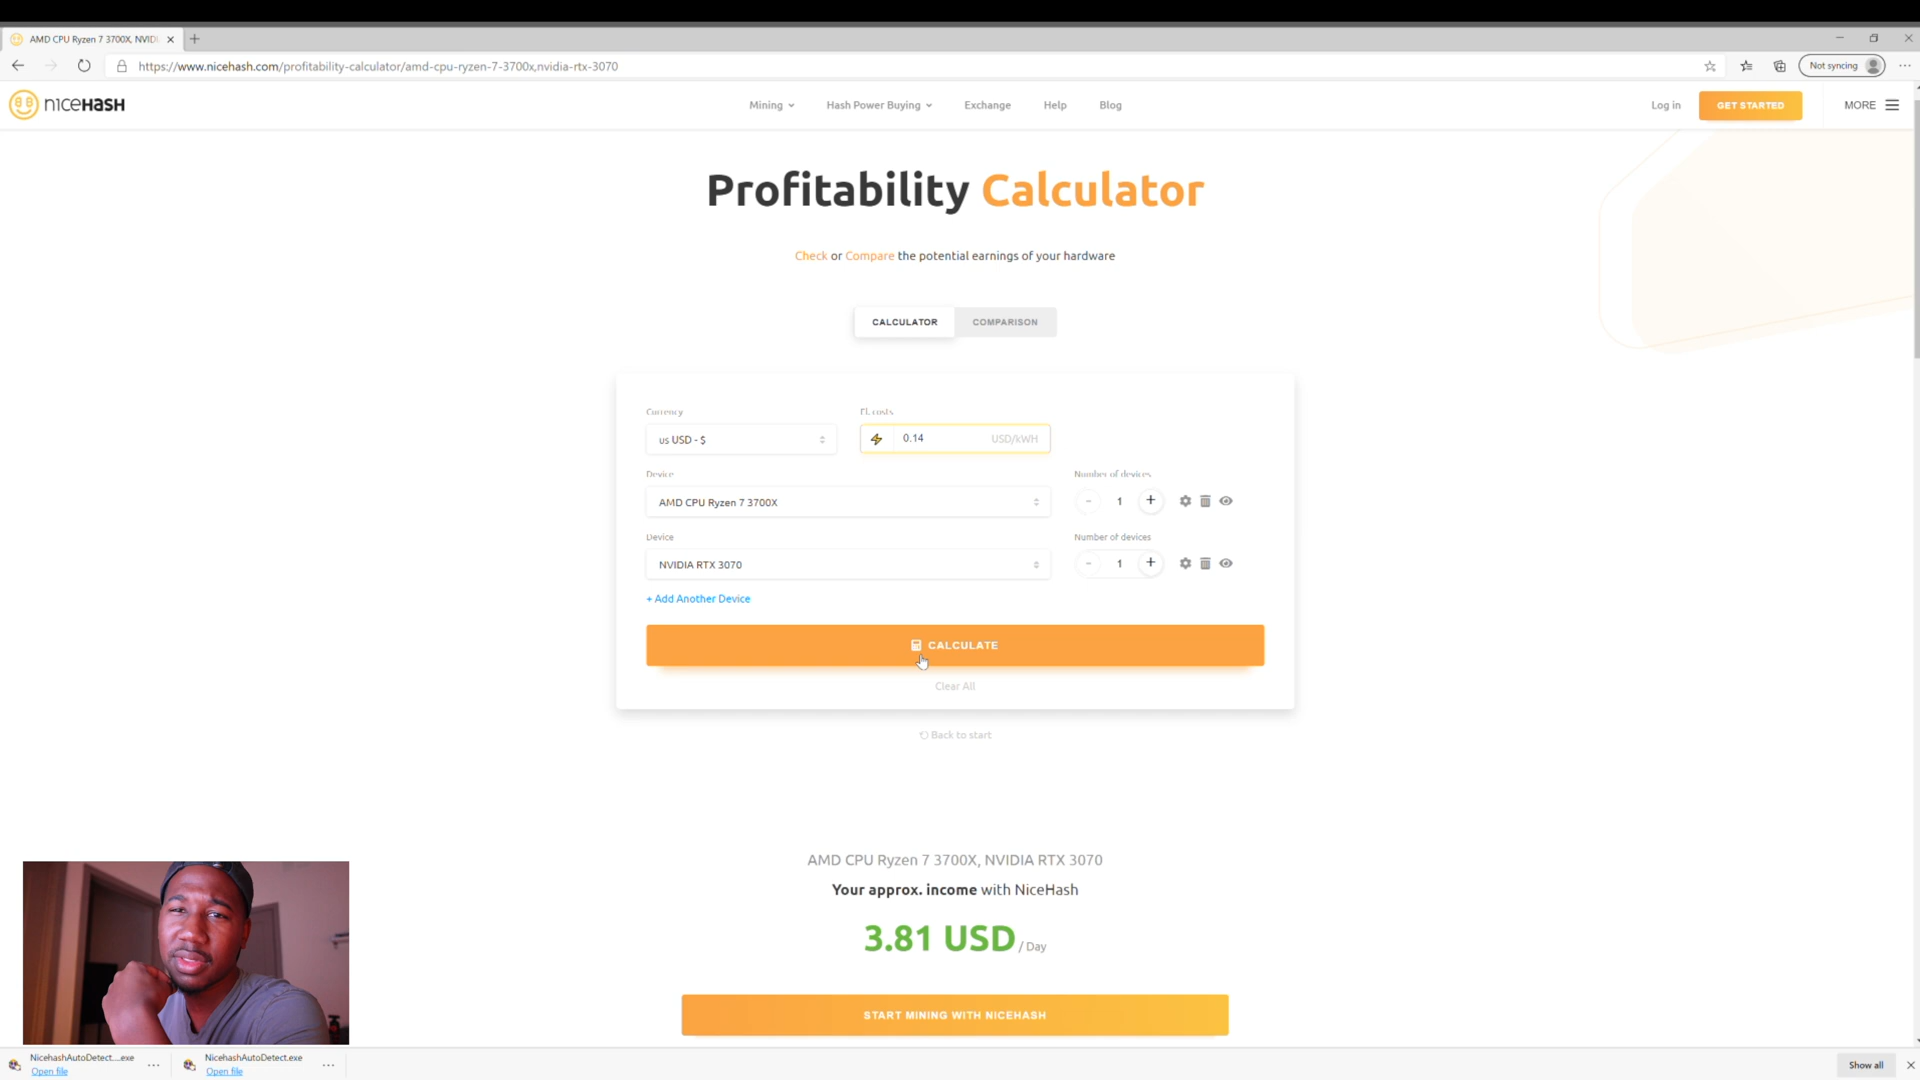 AMD CPU Ryzen 7 3700X, NVIDI
https://www.nicehash.com/profitability-calculator/amd-cpu-ryzen-7-3700x,nvidia-rtx-3070
Not syncing
nıceHASH
Mining
Hash Power Buying
Exchange
Help
Blog
Log in
GET STARTED
MORE
Profitability Calculator
Check or Compare the potential earnings of your hardware
CALCULATOR
COMPARISON
Currency
El. costs
us USD - $
0.14
USD/kWH
Device
Number of devices
AMD CPU Ryzen 7 3700X
- 1 +
Device
Number of devices
NVIDIA RTX 3070
- 1 +
+ Add Another Device
CALCULATE
Clear All
Back to start
AMD CPU Ryzen 7 3700X, NVIDIA RTX 3070
Your approx. income with NiceHash
3.81 USD / Day
START MINING WITH NICEHASH
NicehashAutoDetect....exe
Open file
NicehashAutoDetect.exe
Open file
Show all